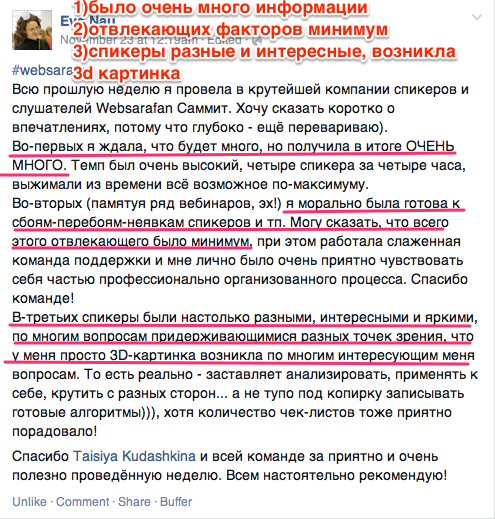 1)было очень много информации
2)отвлекающих факторов минимум
3)спикеры разные и интересные, возникла
3d картинка
November 23 at 12:19am · Edited
#websara
Всю прошлую неделю я провела в крутейшей компании спикеров и
слушателей Websarafan Саммит. Хочу сказать коротко о
впечатлениях, потому что глубоко - ещё перевариваю).
Во-первых я ждала, что будет много, но получила в итоге ОЧЕНЬ
МНОГО. Темп был очень высокий, четыре спикера за четыре часа,
выжимали из времени всё возможное по-максимуму.
Во-вторых (памятуя ряд вебинаров, эх!) я морально была готова к
сбоям-перебоям-неявкам спикеров и тп. Могу сказать, что всего
этого отвлекающего было минимум, при этом работала слаженная
команда поддержки и мне лично было очень приятно чувствовать
себя частью профессионально организованного процесса. Спасибо
команде!
В-третьих спикеры были настолько разными, интересными и яркими,
по многим вопросам придерживающимися разных точек зрения, что
у меня просто 3D-картинка возникла по многим интересующим меня
вопросам. То есть реально - заставляет анализировать, применять к
себе, крутить с разных сторон... а не тупо под копирку записывать
готовые алгоритмы))), хотя количество чек-листов тоже приятно
порадовало!
Спасибо Taisiya Kudashkina и всей команде за приятно и очень
полезно проведённую неделю. Всем настоятельно рекомендую!
Unlike · Comment · Share · Buffer